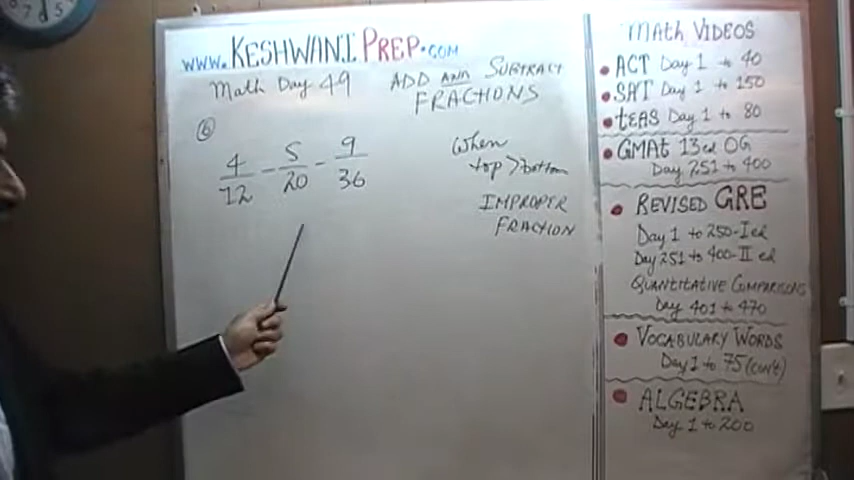 www.KESHWANIPREP.COM
Math Day 49
ADD AND SUBTRACT
FRACTIONS
6
4/12 - 5/20 - 9/36
When
top > bottom
IMPROPER
FRACTION
MATH VIDEOS
ACT Day 1 to 40
SAT Day 1 to 150
TEAS Day 1 to 80
GMAT 13ed OG
Day 251 to 400
REVISED GRE
Day 1 to 250-I ed
Day 251 to 400-II ed
QUANTITATIVE COMPARISONS
Day 401 to 470
VOCABULARY WORDS
Day 1 to 75 (con't)
ALGEBRA
Day 1 to 200